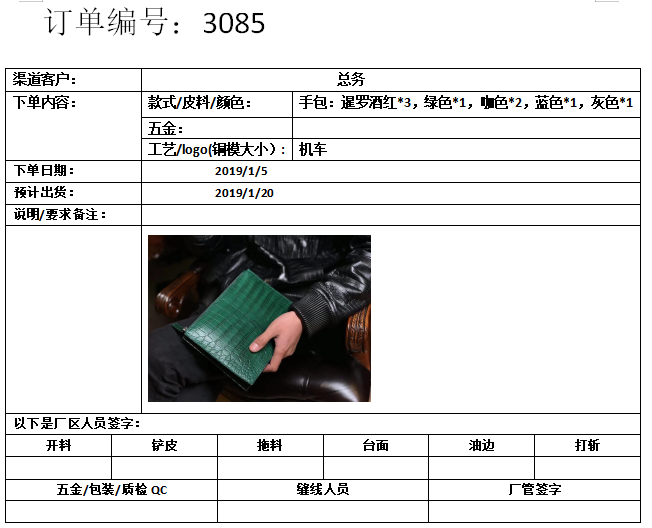 订单编号：3085
渠道客户： 总务
下单内容： 款式/皮料/颜色： 手包：暹罗酒红*3，绿色*1，咖色*2，蓝色*1，灰色*1
五金：
工艺/logo(铜模大小）： 机车
下单日期： 2019/1/5
预计出货： 2019/1/20
说明/要求备注：
以下是厂区人员签字：
开料 铲皮 拖料 台面 油边 打斩
五金/包装/质检 QC 缝线人员 厂管签字